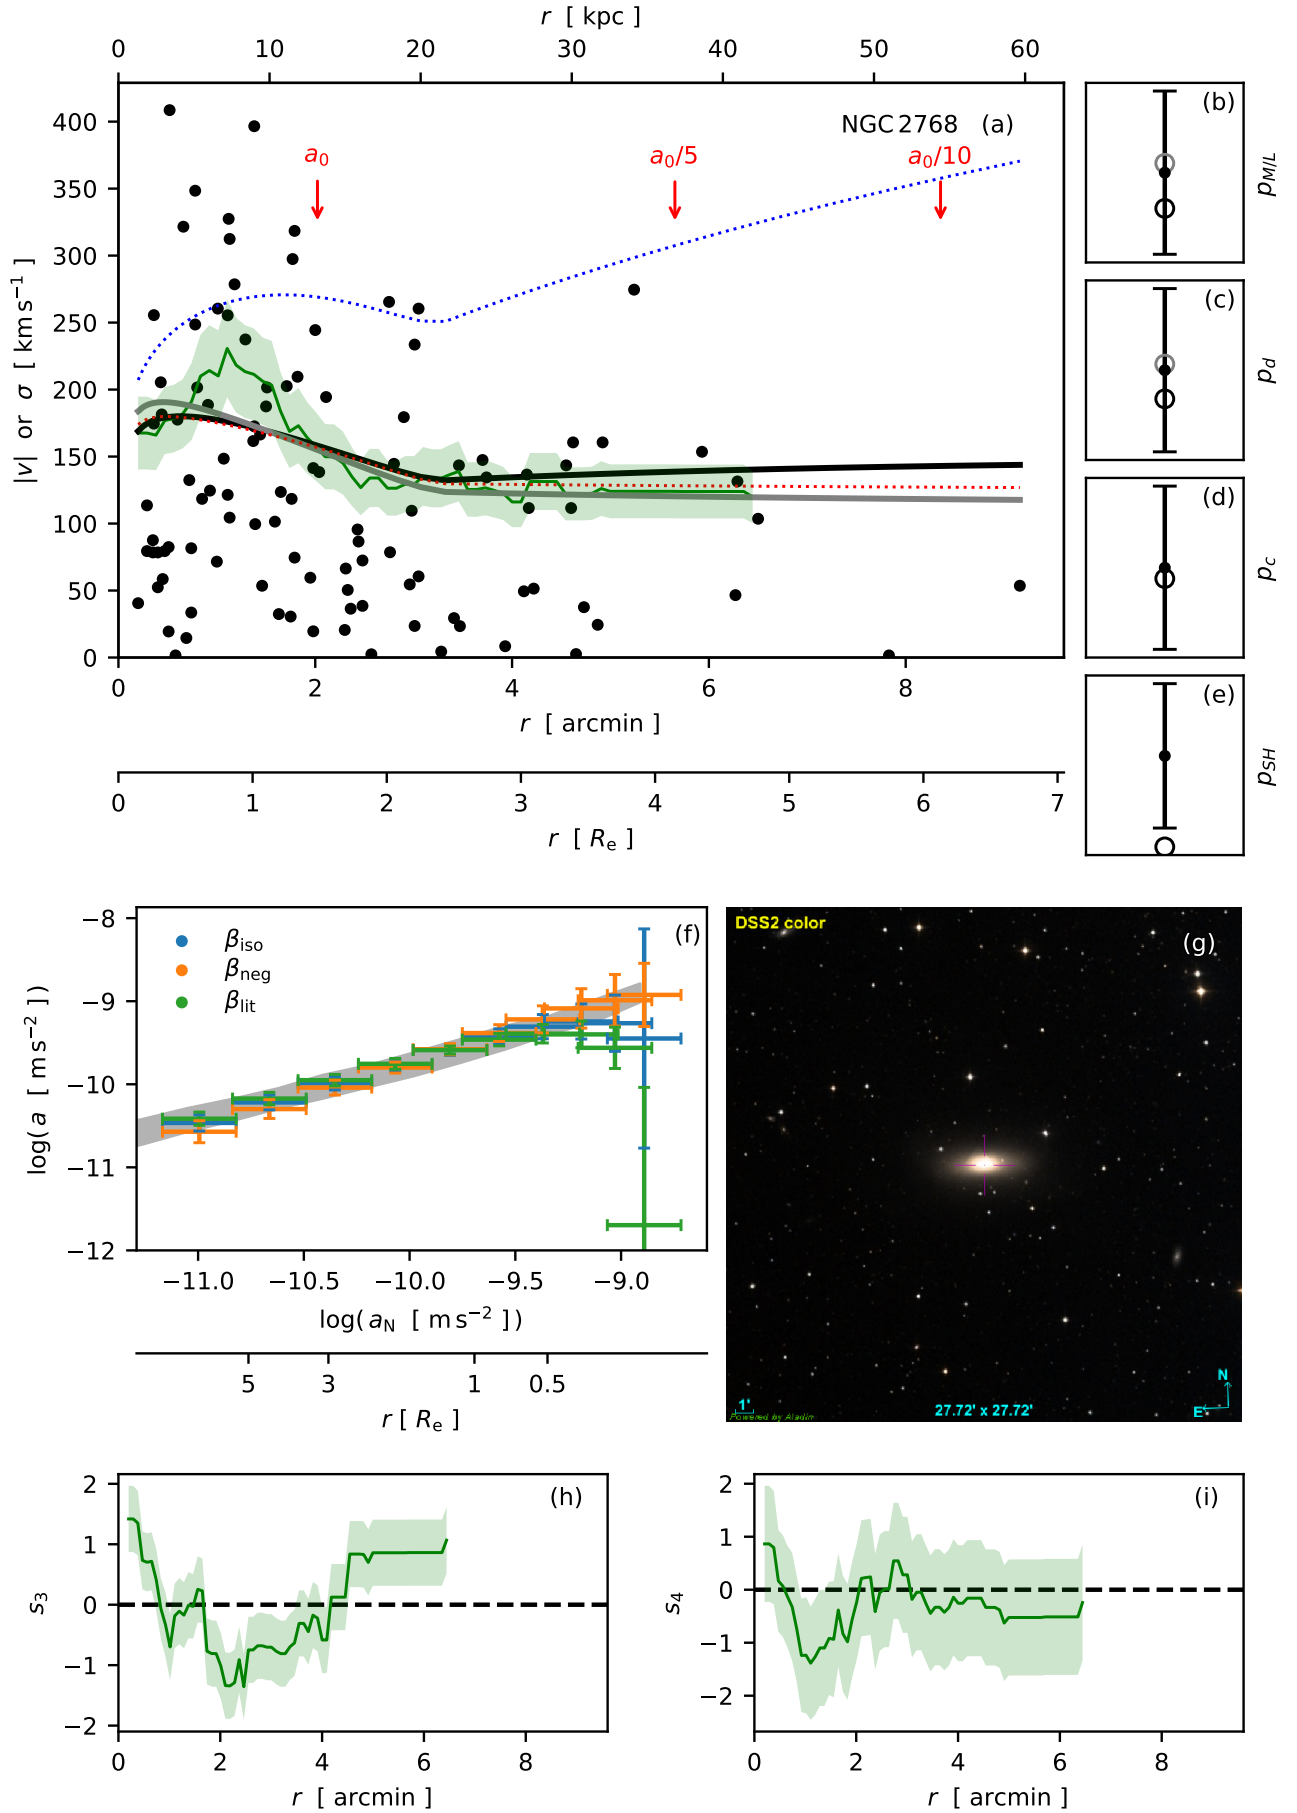 r [ kpc ]
0 10 20 30 40 50 60
NGC 2768 (a)
a₀ a₀/5 a₀/10
400
350
300
250
200
150
100
50
0
|v| or σ [ km s⁻¹ ]
0 2 4 6 8
r [ arcmin ]
0 1 2 3 4 5 6 7
r [ Rₑ ]
(b)
p_M/L
(c)
p_d
(d)
p_c
(e)
p_SH
(f)
β_iso
β_neg
β_lit
−8
−9
−10
−11
−12
log( a [ m s⁻² ])
−11.0 −10.5 −10.0 −9.5 −9.0
log( a_N [ m s⁻² ])
5 3 1 0.5
r [ Rₑ ]
DSS2 color
(g)
N
E
1'
27.72' x 27.72'
Powered by Aladin
(h)
2
1
0
−1
−2
s₃
0 2 4 6 8
r [ arcmin ]
(i)
2
1
0
−1
−2
s₄
0 2 4 6 8
r [ arcmin ]